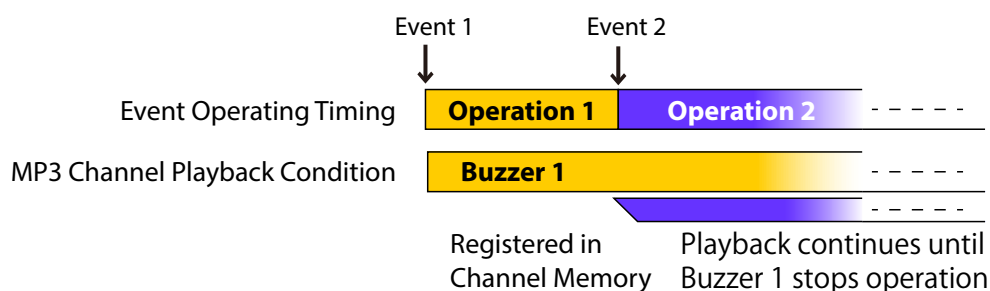 Event 1 Event 2
Event Operating Timing Operation 1 Operation 2
MP3 Channel Playback Condition Buzzer 1
Registered in
Channel Memory
Playback continues until
Buzzer 1 stops operation